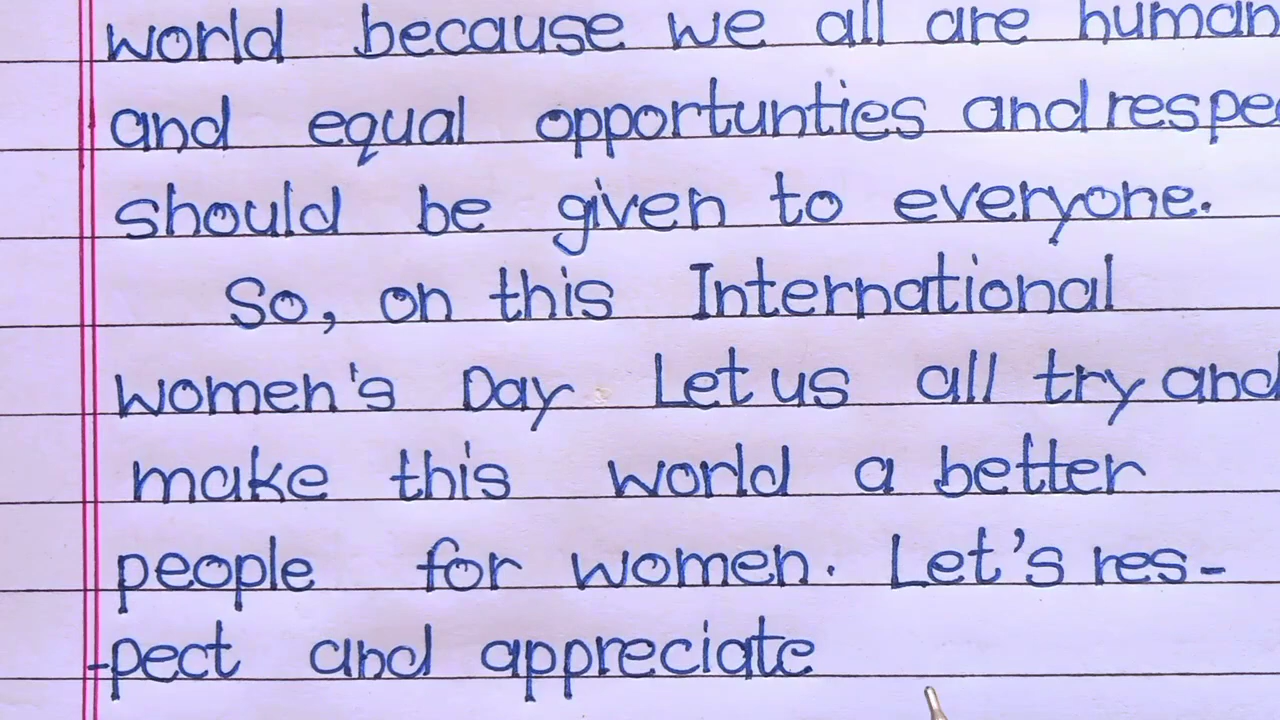 world because we all are human
and equal opportunties and respe
should be given to everyone.
So, on this International
women's Day Let us all try and
make this world a better
people for women. Let's res-
-pect and appreciate